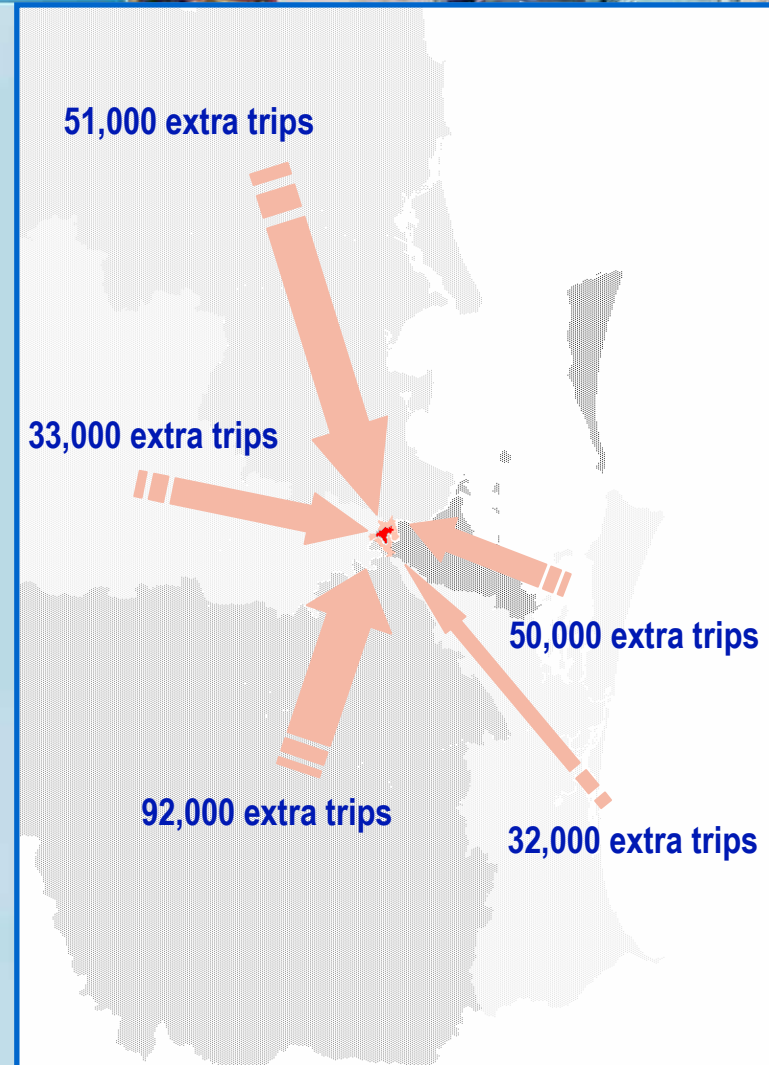 51,000 extra trips
33,000 extra trips
50,000 extra trips
92,000 extra trips
32,000 extra trips